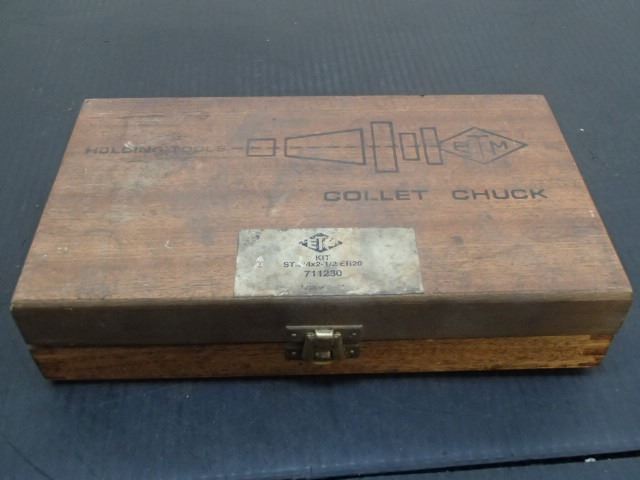 HOLDING TOOLS
ETM
COLLET CHUCK
ETM
KIT
711230